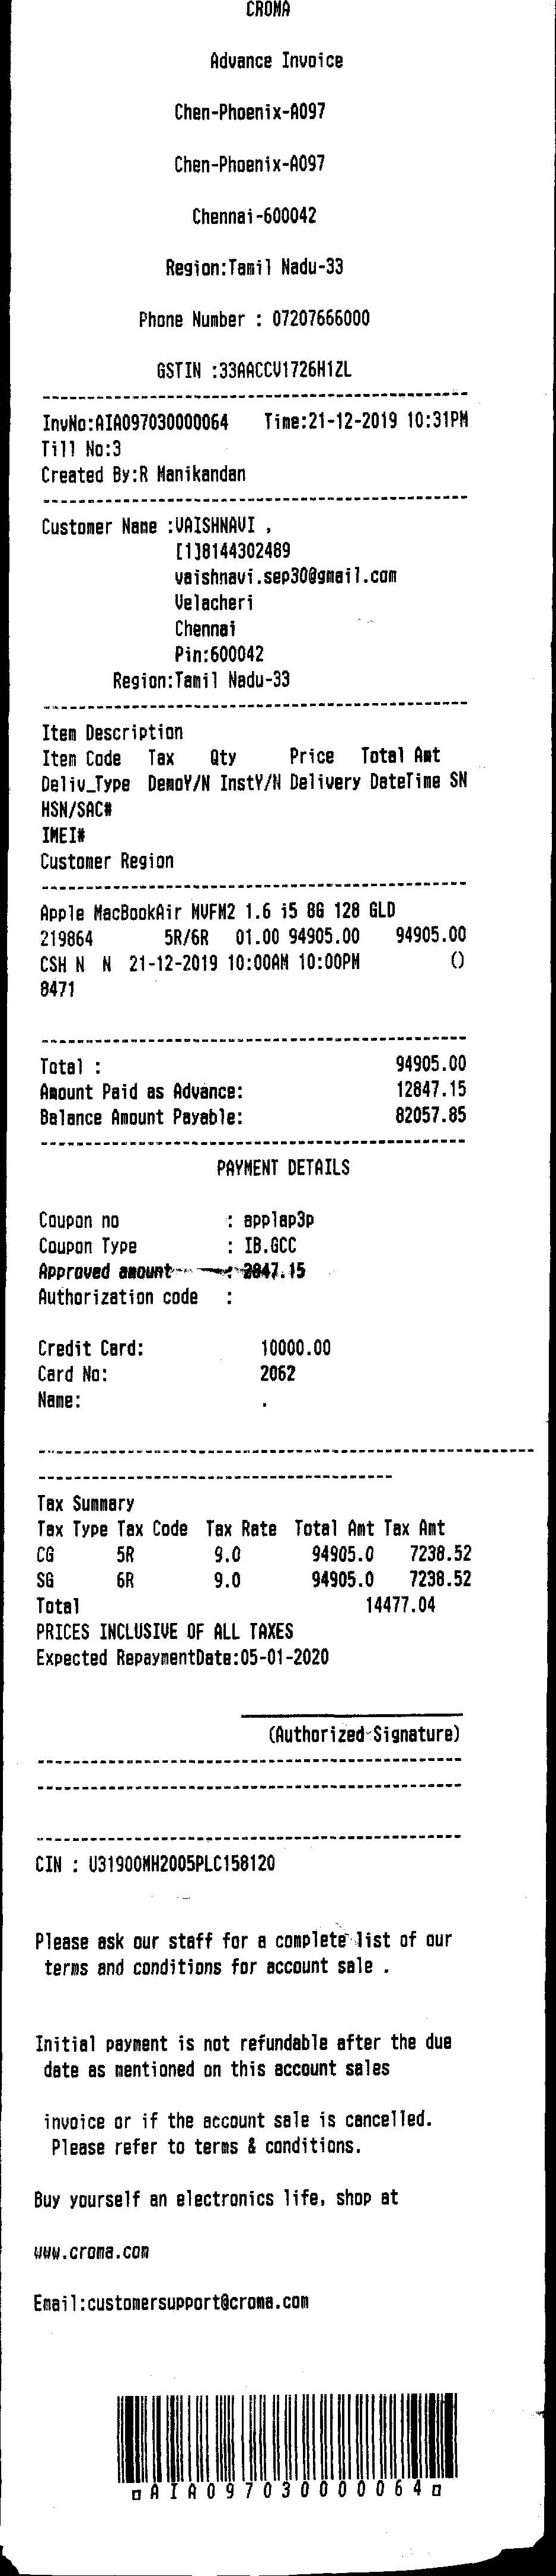 CROMA
Advance Invoice
Chen-Phoenix-A097
Chen-Phoenix-A097
Chennai-600042
Region:Tamil Nadu-33
Phone Number : 07207666000
GSTIN :33AACCV1726H1ZL
InvNo:AIA097030000064 Time:21-12-2019 10:31PM
Till No:3
Created By:R Manikandan
Customer Name :VAISHNAVI ,
[1]8144302489
vaishnavi.sep30@gmail.com
Velacheri
Chennai
Pin:600042
Region:Tamil Nadu-33
Item Description
Item Code Tax Qty Price Total Amt
Deliv_Type DemoY/N InstY/N Delivery DateTime SN
HSN/SAC#
IMEI#
Customer Region
Apple MacBookAir MVFM2 1.6 i5 8G 128 GLD
219864 5R/6R 01.00 94905.00 94905.00
CSH N N 21-12-2019 10:00AM 10:00PM ()
8471
Total : 94905.00
Amount Paid as Advance: 12847.15
Balance Amount Payable: 82057.85
PAYMENT DETAILS
Coupon no : applap3p
Coupon Type : IB.GCC
Approved amount : 2847.15
Authorization code :
Credit Card: 10000.00
Card No: 2062
Name: .
Tax Summary
Tax Type Tax Code Tax Rate Total Amt Tax Amt
CG 5R 9.0 94905.0 7238.52
SG 6R 9.0 94905.0 7238.52
Total 14477.04
PRICES INCLUSIVE OF ALL TAXES
Expected RepaymentDate:05-01-2020
(Authorized Signature)
CIN : U31900MH2005PLC158120
Please ask our staff for a complete list of our
terms and conditions for account sale .
Initial payment is not refundable after the due
date as mentioned on this account sales
invoice or if the account sale is cancelled.
Please refer to terms & conditions.
Buy yourself an electronics life, shop at
www.croma.com
Email:customersupport@croma.com
¤AIA097030000064¤